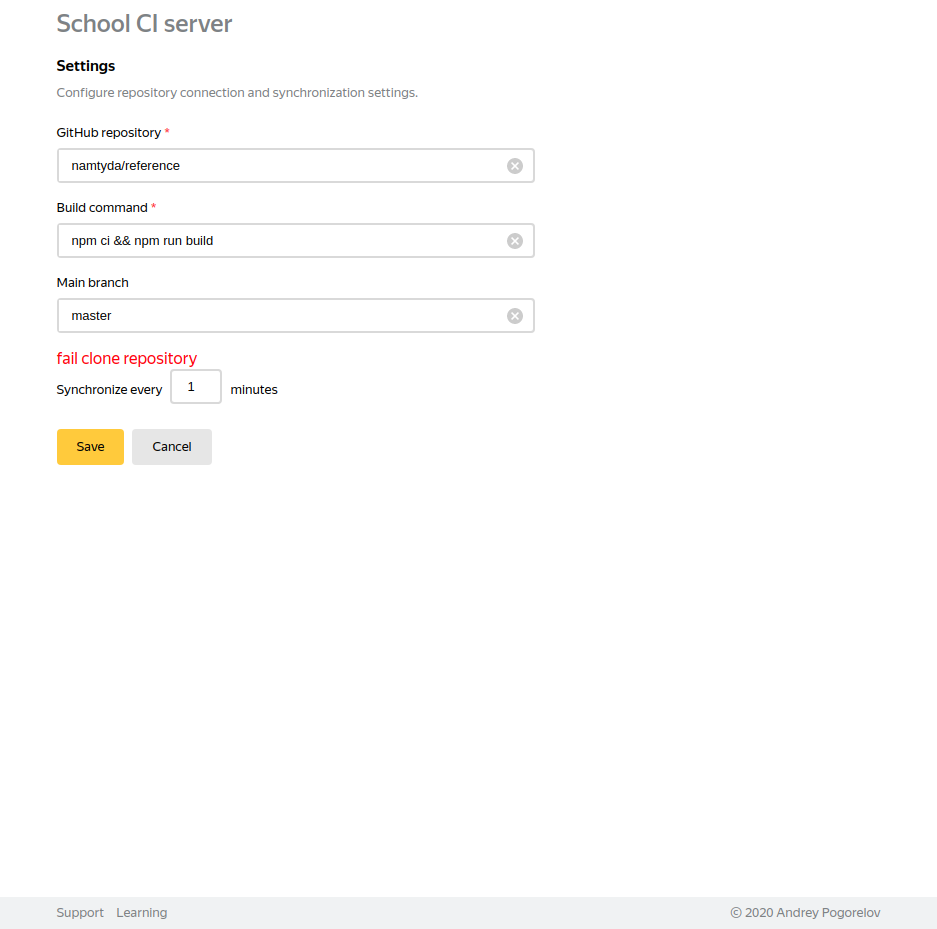 School CI server
Settings
Configure repository connection and synchronization settings.
GitHub repository *
namtyda/reference
Build command *
npm ci && npm run build
Main branch
master
fail clone repository
Synchronize every 1 minutes
Save Cancel
Support Learning © 2020 Andrey Pogorelov